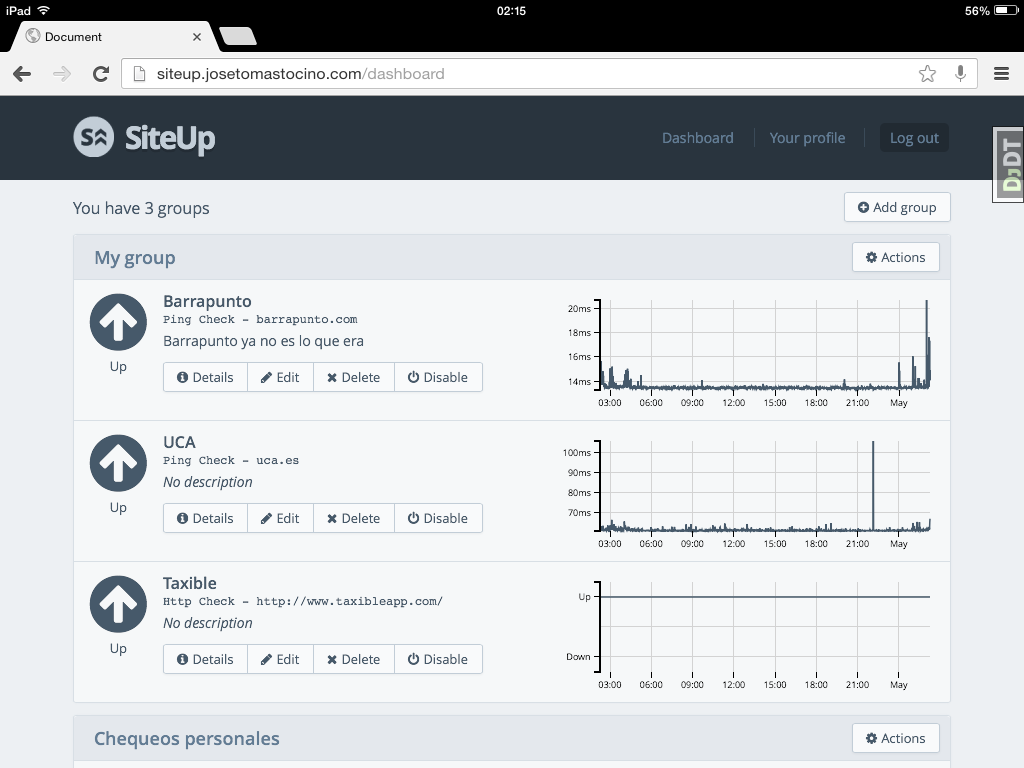 iPad 02:15 56%
Document
siteup.josetomastocino.com/dashboard
SiteUp Dashboard Your profile Log out
DJDT
You have 3 groups Add group
My group Actions
Barrapunto
Ping Check - barrapunto.com
Barrapunto ya no es lo que era
Up
Details Edit Delete Disable
20ms
18ms
16ms
14ms
03:00 06:00 09:00 12:00 15:00 18:00 21:00 May
UCA
Ping Check - uca.es
No description
Up
Details Edit Delete Disable
100ms
90ms
80ms
70ms
03:00 06:00 09:00 12:00 15:00 18:00 21:00 May
Taxible
Http Check - http://www.taxibleapp.com/
No description
Up
Details Edit Delete Disable
Up
Down
03:00 06:00 09:00 12:00 15:00 18:00 21:00 May
Chequeos personales Actions